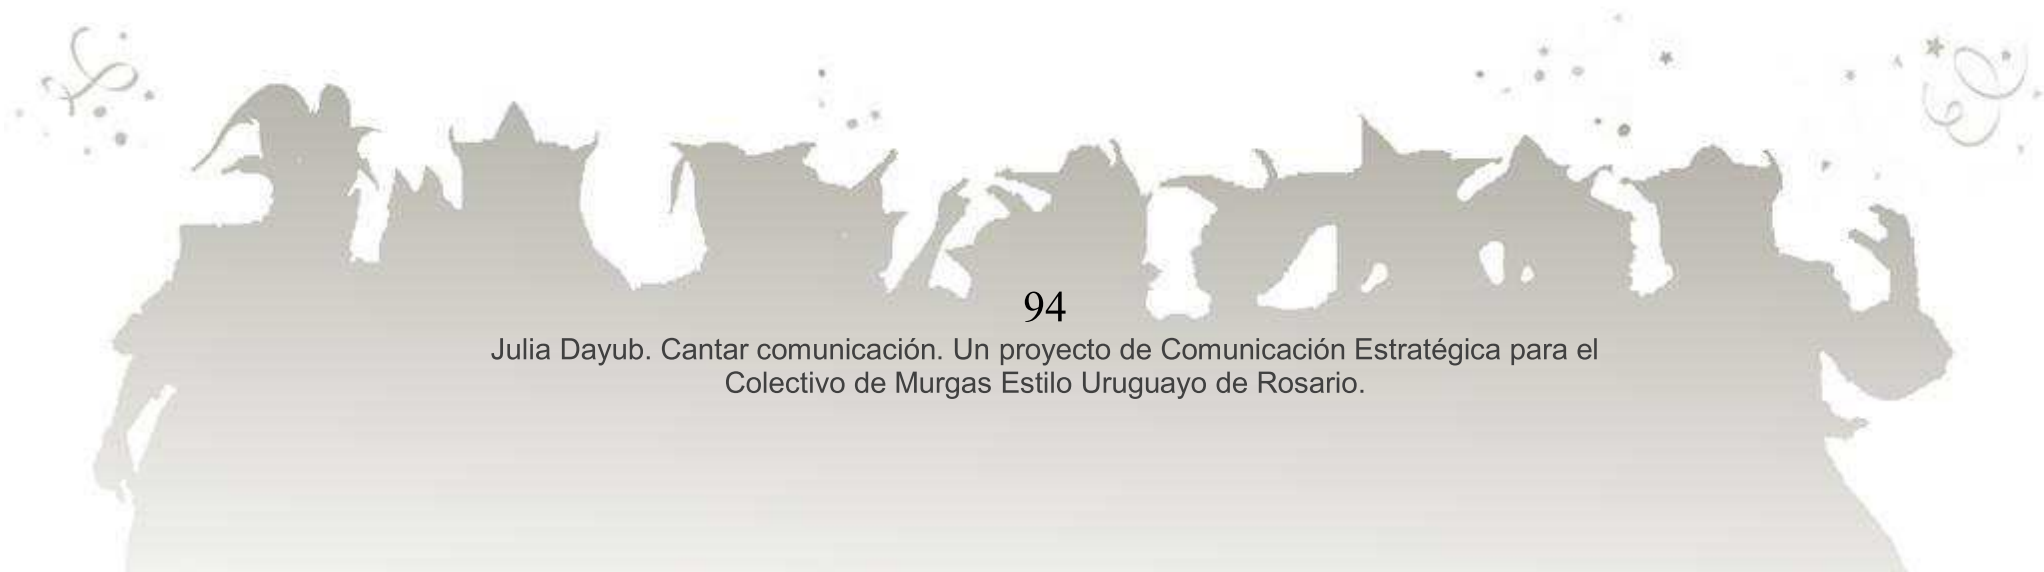 94
Julia Dayub. Cantar comunicación. Un proyecto de Comunicación Estratégica para el
Colectivo de Murgas Estilo Uruguayo de Rosario.